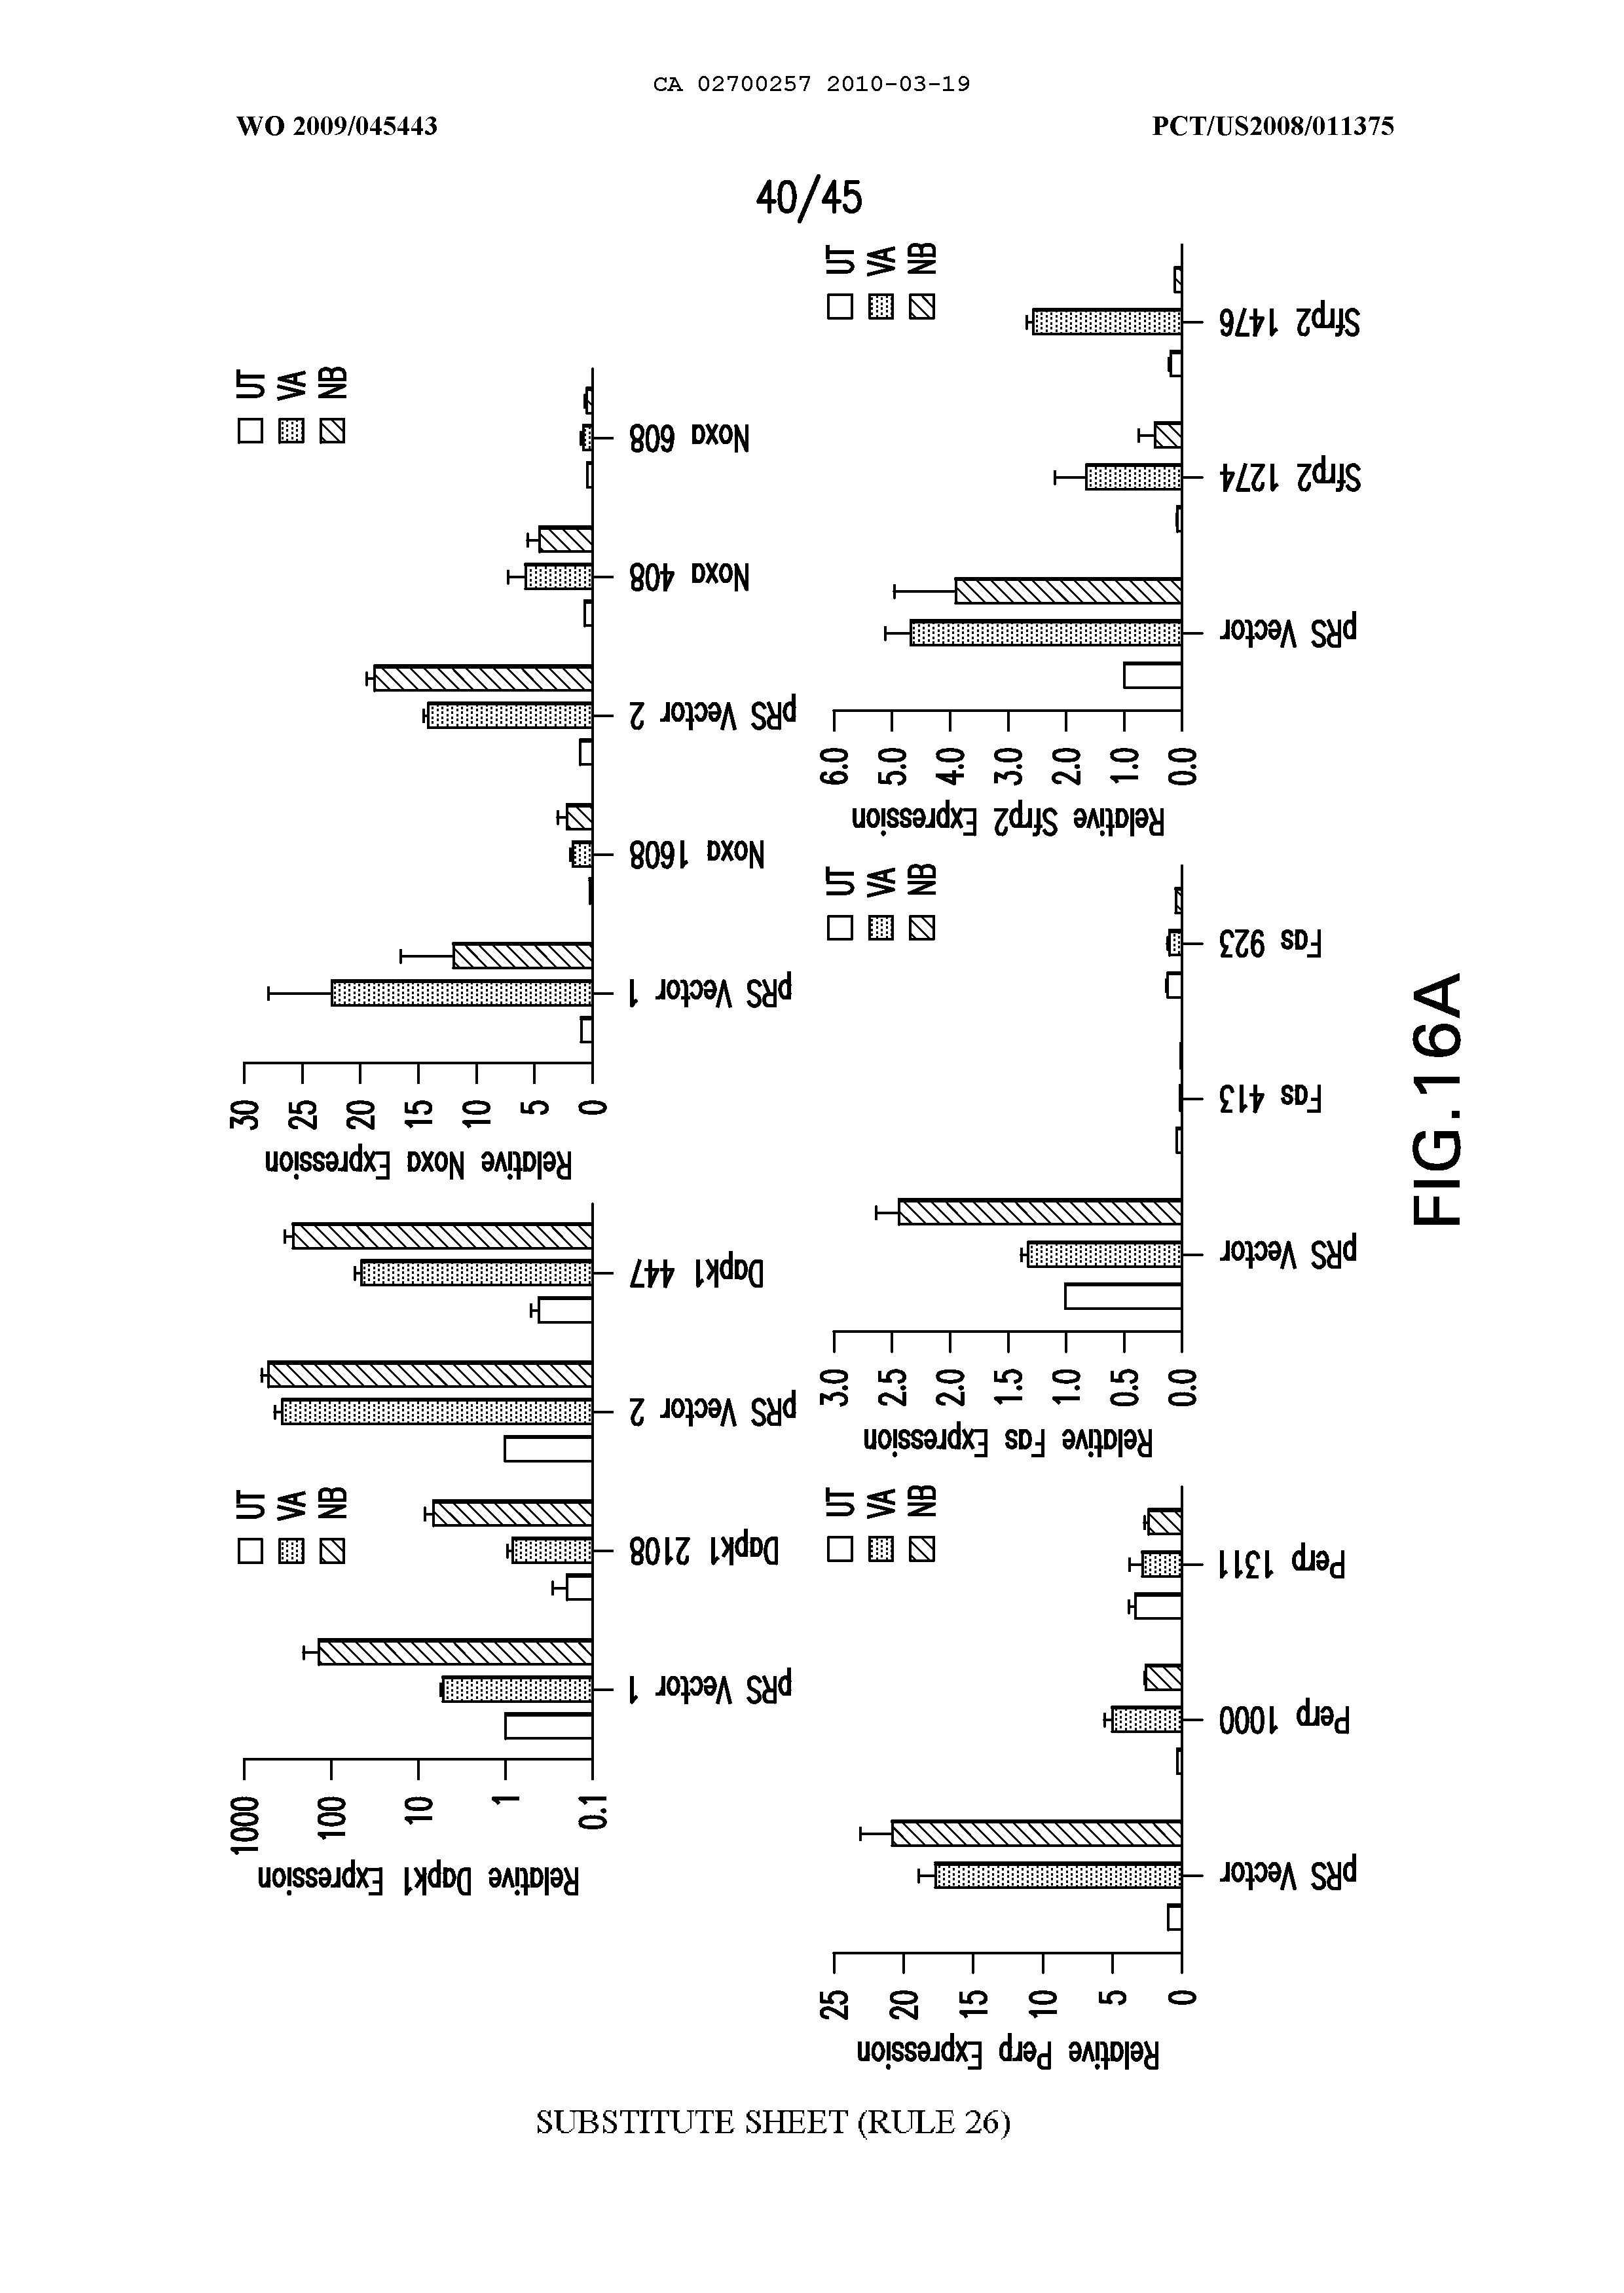 CA 02700257 2010-03-19
WO 2009/045443
PCT/US2008/011375
40/45
Relative Dapk1 Expression
1000
100
10
1
0.1
pRS Vector 1
Dapk1 2108
pRS Vector 2
Dapk1 447
UT
VA
NB
Relative Noxa Expression
30
25
20
15
10
5
0
pRS Vector 1
Noxa 1608
pRS Vector 2
Noxa 408
Noxa 608
UT
VA
NB
Relative Perp Expression
25
20
15
10
5
0
pRS Vector
Perp 1000
Perp 1311
UT
VA
NB
Relative Fas Expression
3.0
2.5
2.0
1.5
1.0
0.5
0.0
pRS Vector
Fas 413
Fas 923
UT
VA
NB
Relative Sfrp2 Expression
6.0
5.0
4.0
3.0
2.0
1.0
0.0
pRS Vector
Sfrp2 1274
Sfrp2 1476
UT
VA
NB
FIG.16A
SUBSTITUTE SHEET (RULE 26)